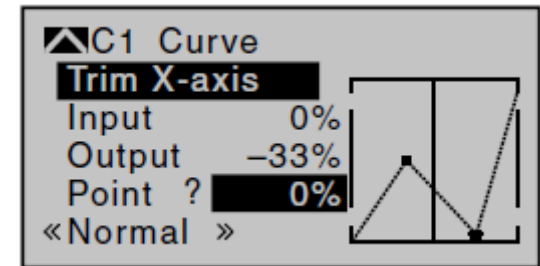 C1 Curve
Trim X-axis
Input 0%
Output –33%
Point ? 0%
«Normal »